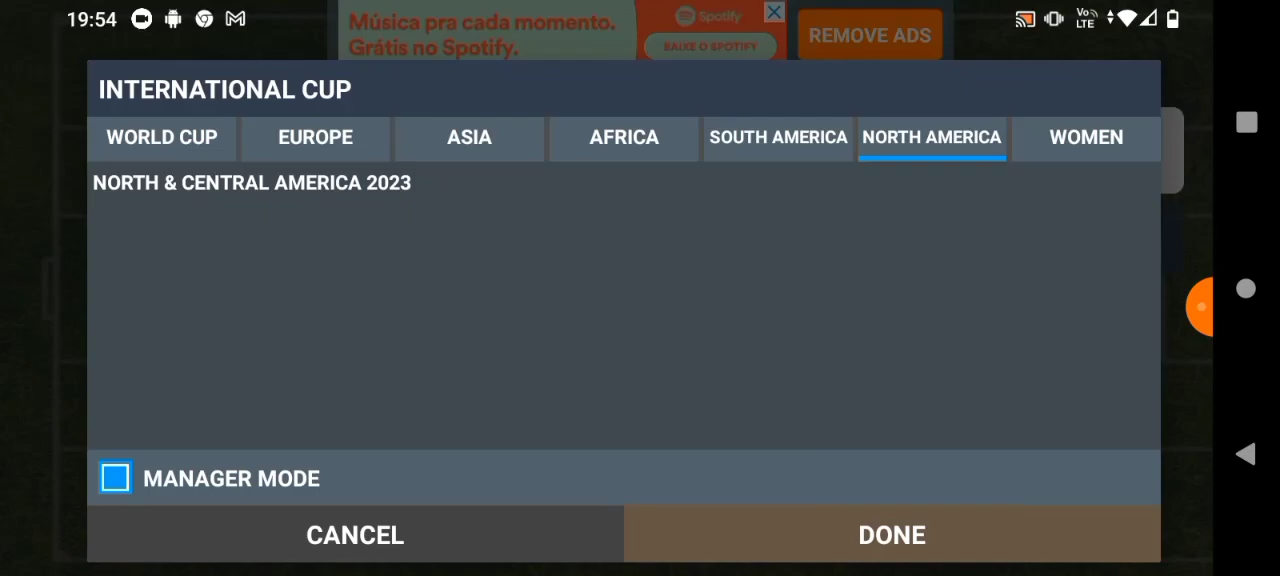 19:54
Vo LTE
Música pra cada momento.
Grátis no Spotify.
Spotify
BAIXE O SPOTIFY
REMOVE ADS
INTERNATIONAL CUP
WORLD CUP EUROPE ASIA AFRICA SOUTH AMERICA NORTH AMERICA WOMEN
NORTH & CENTRAL AMERICA 2023
MANAGER MODE
CANCEL DONE